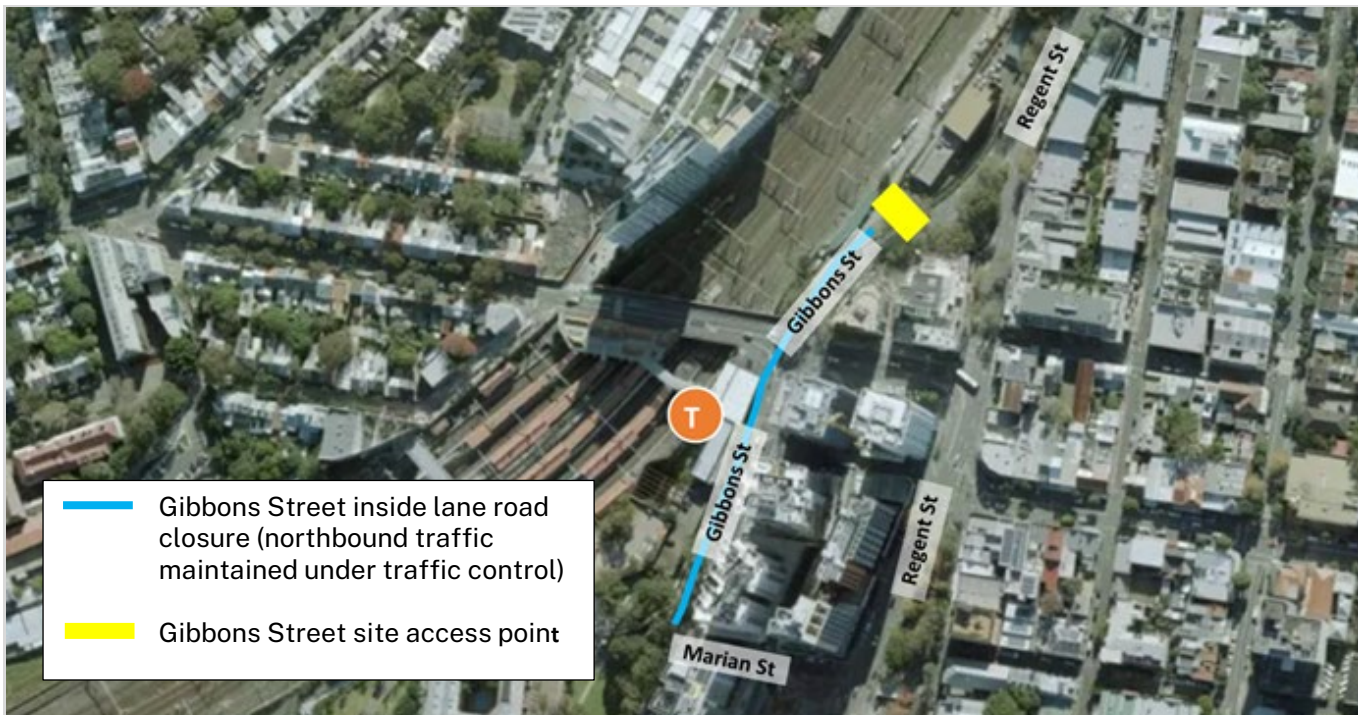 Regent St
Gibbons St
T
Gibbons St
Regent St
Marian St
Gibbons Street inside lane road
closure (northbound traffic
maintained under traffic control)
Gibbons Street site access point